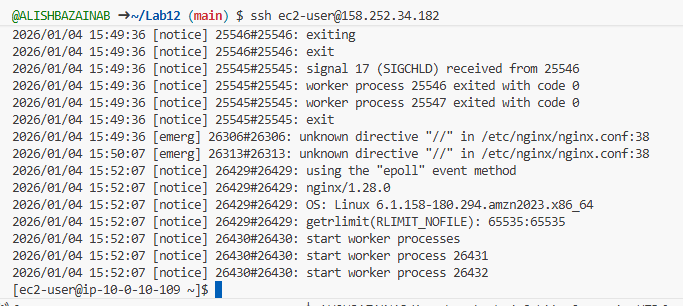 @ALISHBAZAINAB →~/Lab12 (main) $ ssh ec2-user@158.252.34.182
2026/01/04 15:49:36 [notice] 25546#25546: exiting
2026/01/04 15:49:36 [notice] 25546#25546: exit
2026/01/04 15:49:36 [notice] 25545#25545: signal 17 (SIGCHLD) received from 25546
2026/01/04 15:49:36 [notice] 25545#25545: worker process 25546 exited with code 0
2026/01/04 15:49:36 [notice] 25545#25545: worker process 25547 exited with code 0
2026/01/04 15:49:36 [notice] 25545#25545: exit
2026/01/04 15:49:36 [emerg] 26306#26306: unknown directive "//" in /etc/nginx/nginx.conf:38
2026/01/04 15:50:07 [emerg] 26313#26313: unknown directive "//" in /etc/nginx/nginx.conf:38
2026/01/04 15:52:07 [notice] 26429#26429: using the "epoll" event method
2026/01/04 15:52:07 [notice] 26429#26429: nginx/1.28.0
2026/01/04 15:52:07 [notice] 26429#26429: OS: Linux 6.1.158-180.294.amzn2023.x86_64
2026/01/04 15:52:07 [notice] 26429#26429: getrlimit(RLIMIT_NOFILE): 65535:65535
2026/01/04 15:52:07 [notice] 26430#26430: start worker processes
2026/01/04 15:52:07 [notice] 26430#26430: start worker process 26431
2026/01/04 15:52:07 [notice] 26430#26430: start worker process 26432
[ec2-user@ip-10-0-10-109 ~]$